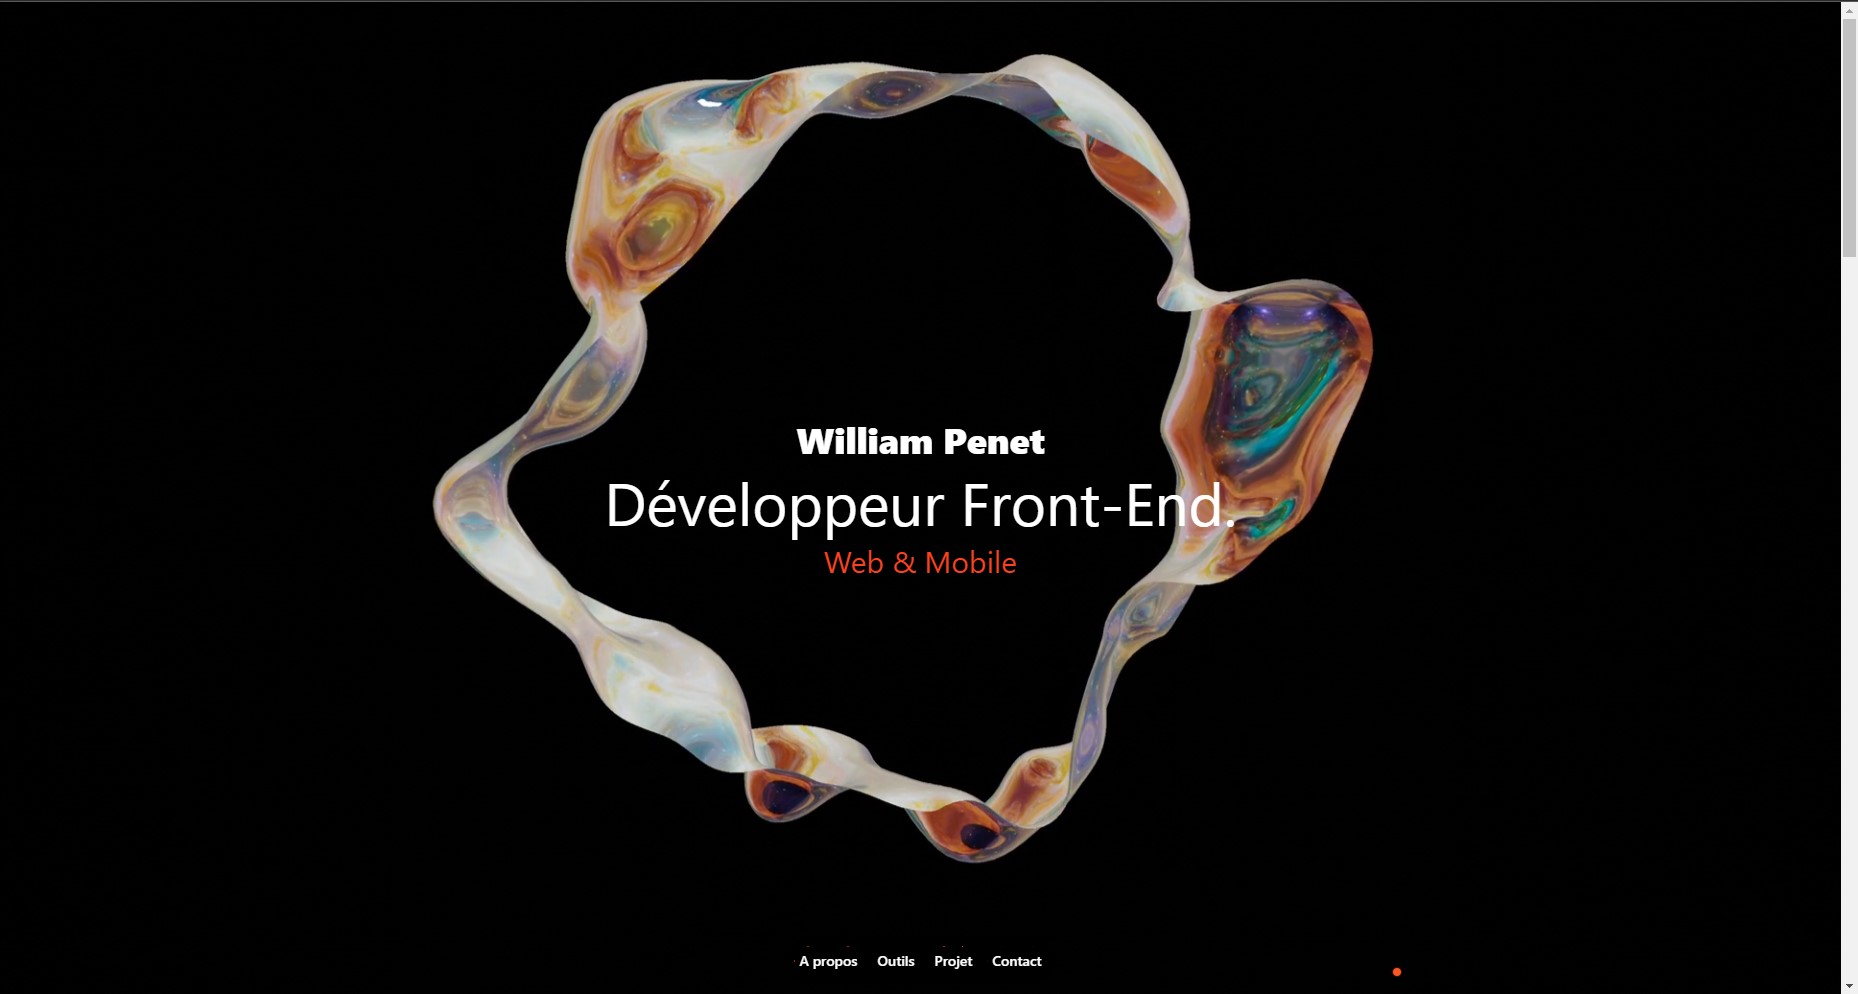 William Penet
Développeur Front-End.
Web & Mobile
A propos Outils Projet Contact